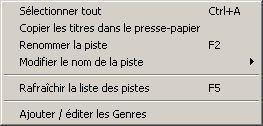 Sélectionner tout Ctrl+A
Copier les titres dans le presse-papier
Renommer la piste F2
Modifier le nom de la piste
Rafraîchir la liste des pistes F5
Ajouter / éditer les Genres